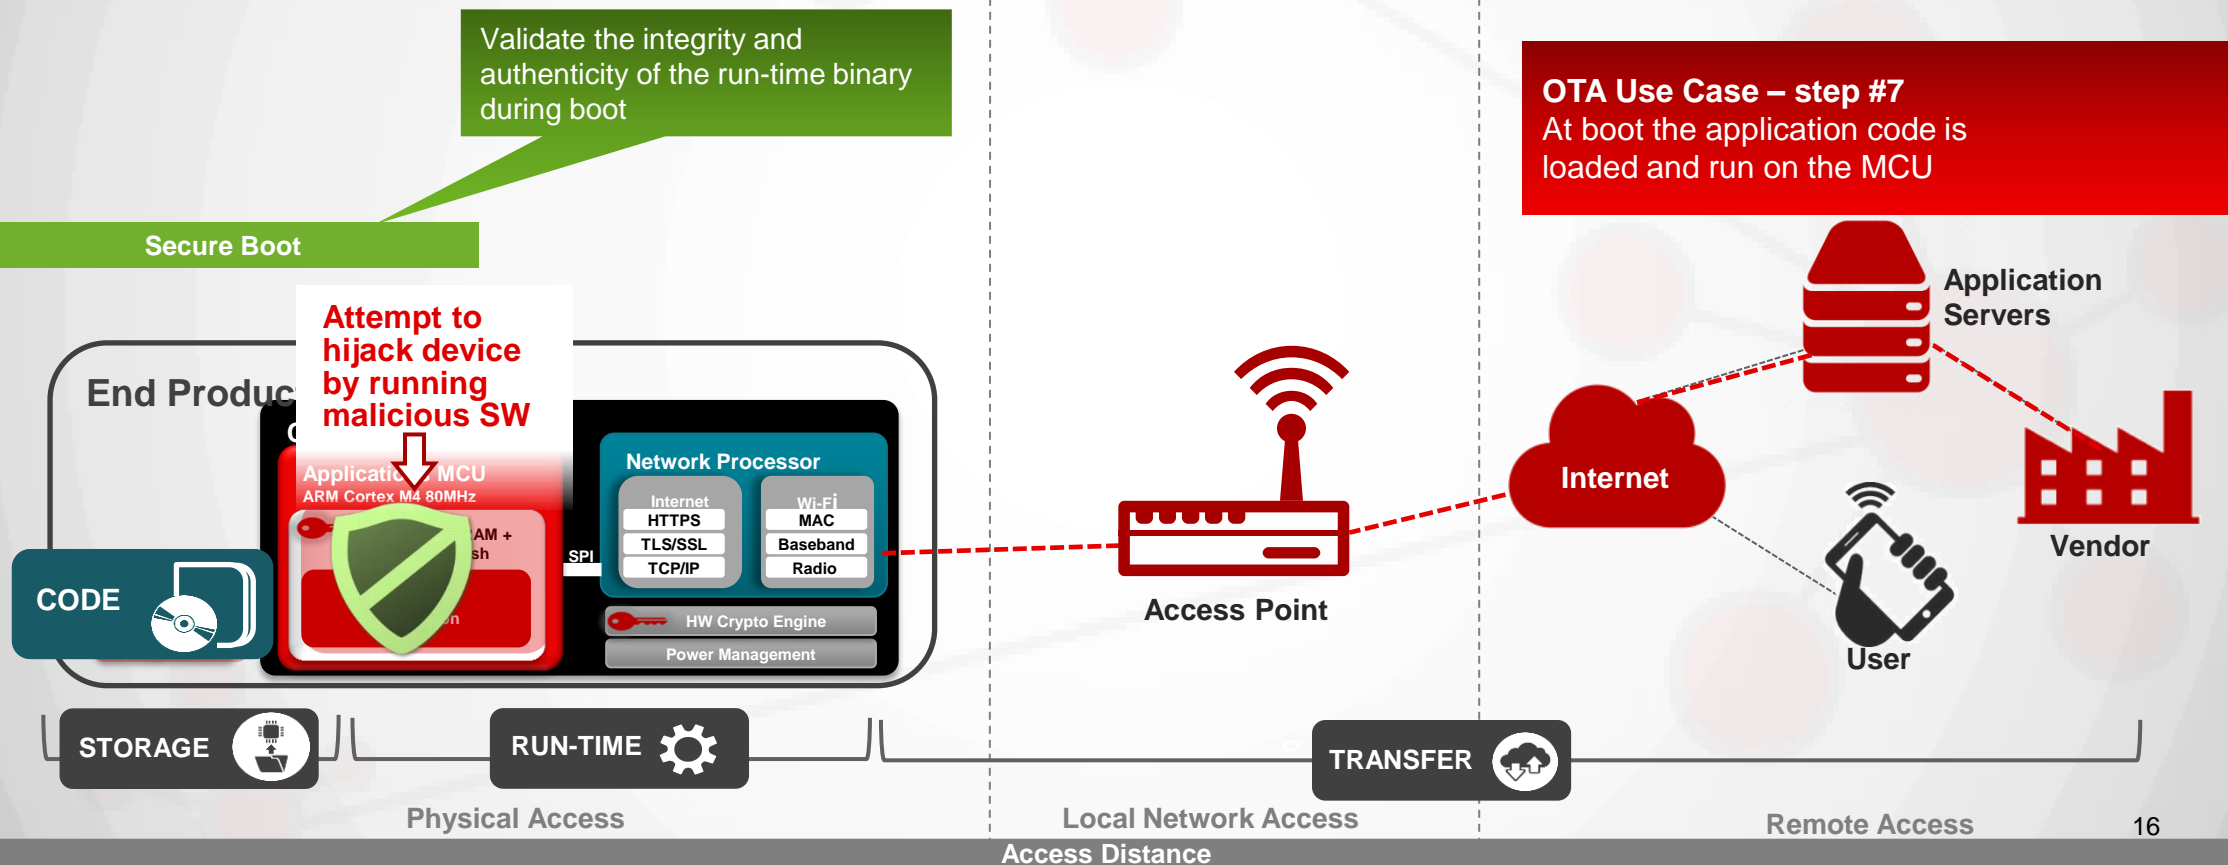 Validate the integrity and
authenticity of the run-time binary
during boot
OTA Use Case – step #7
At boot the application code is
loaded and run on the MCU
Secure Boot
Attempt to
hijack device
by running
malicious SW
End Produc
MCU
ARM Cortex M4 80MHz
AM +
sh
SPI
CODE
Network Processor
Internet
HTTPS
TLS/SSL
TCP/IP
Wi-Fi
MAC
Baseband
Radio
HW Crypto Engine
Power Management
Access Point
Internet
Application
Servers
Vendor
User
STORAGE
RUN-TIME
TRANSFER
Physical Access
Local Network Access
Remote Access
16
Access Distance